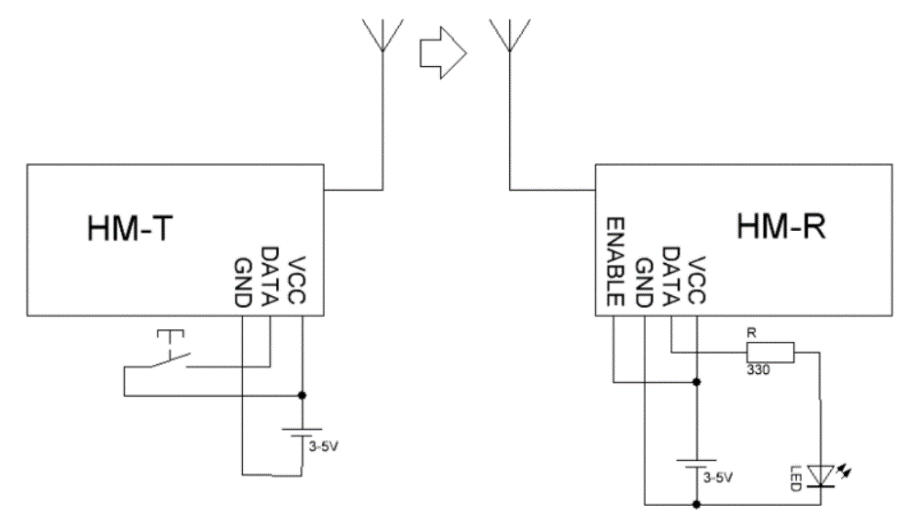 HM-T
GND
DATA
VCC
3-5V
HM-R
ENABLE
GND
DATA
VCC
R
330
3-5V
LED